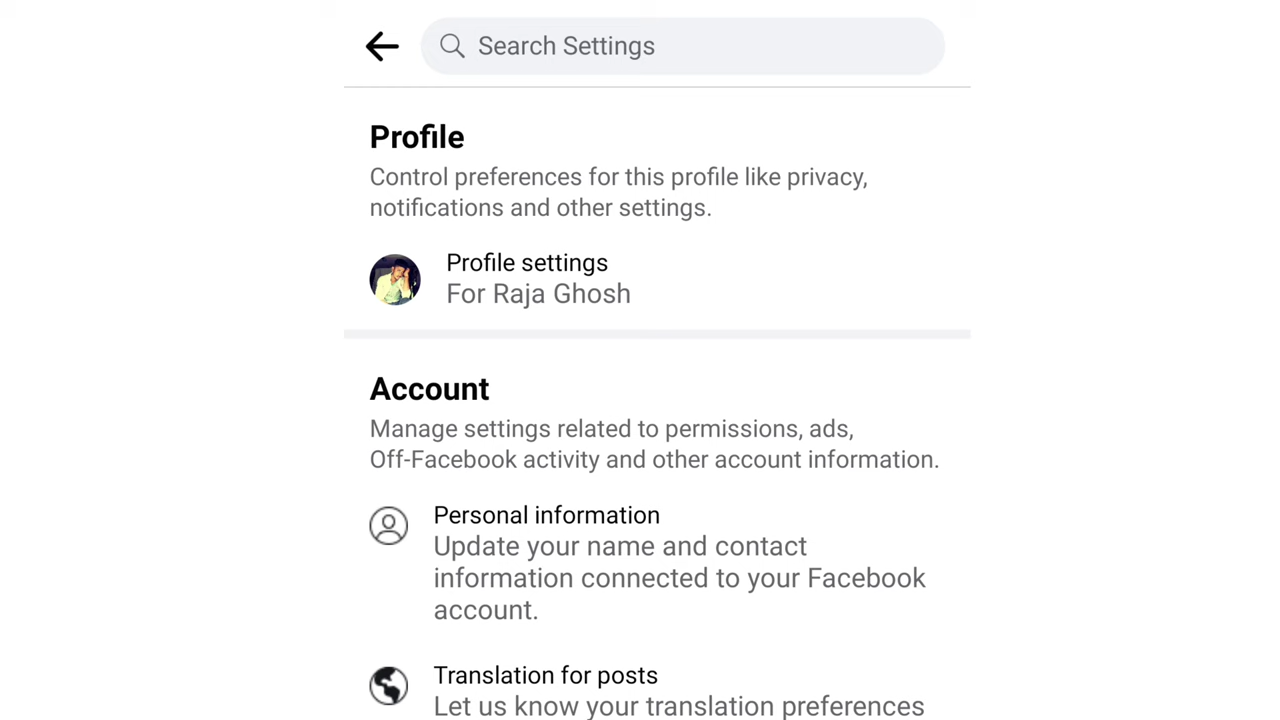 Search Settings
Profile
Control preferences for this profile like privacy,
notifications and other settings.
Profile settings
For Raja Ghosh
Account
Manage settings related to permissions, ads,
Off-Facebook activity and other account information.
Personal information
Update your name and contact
information connected to your Facebook
account.
Translation for posts
Let us know your translation preferences